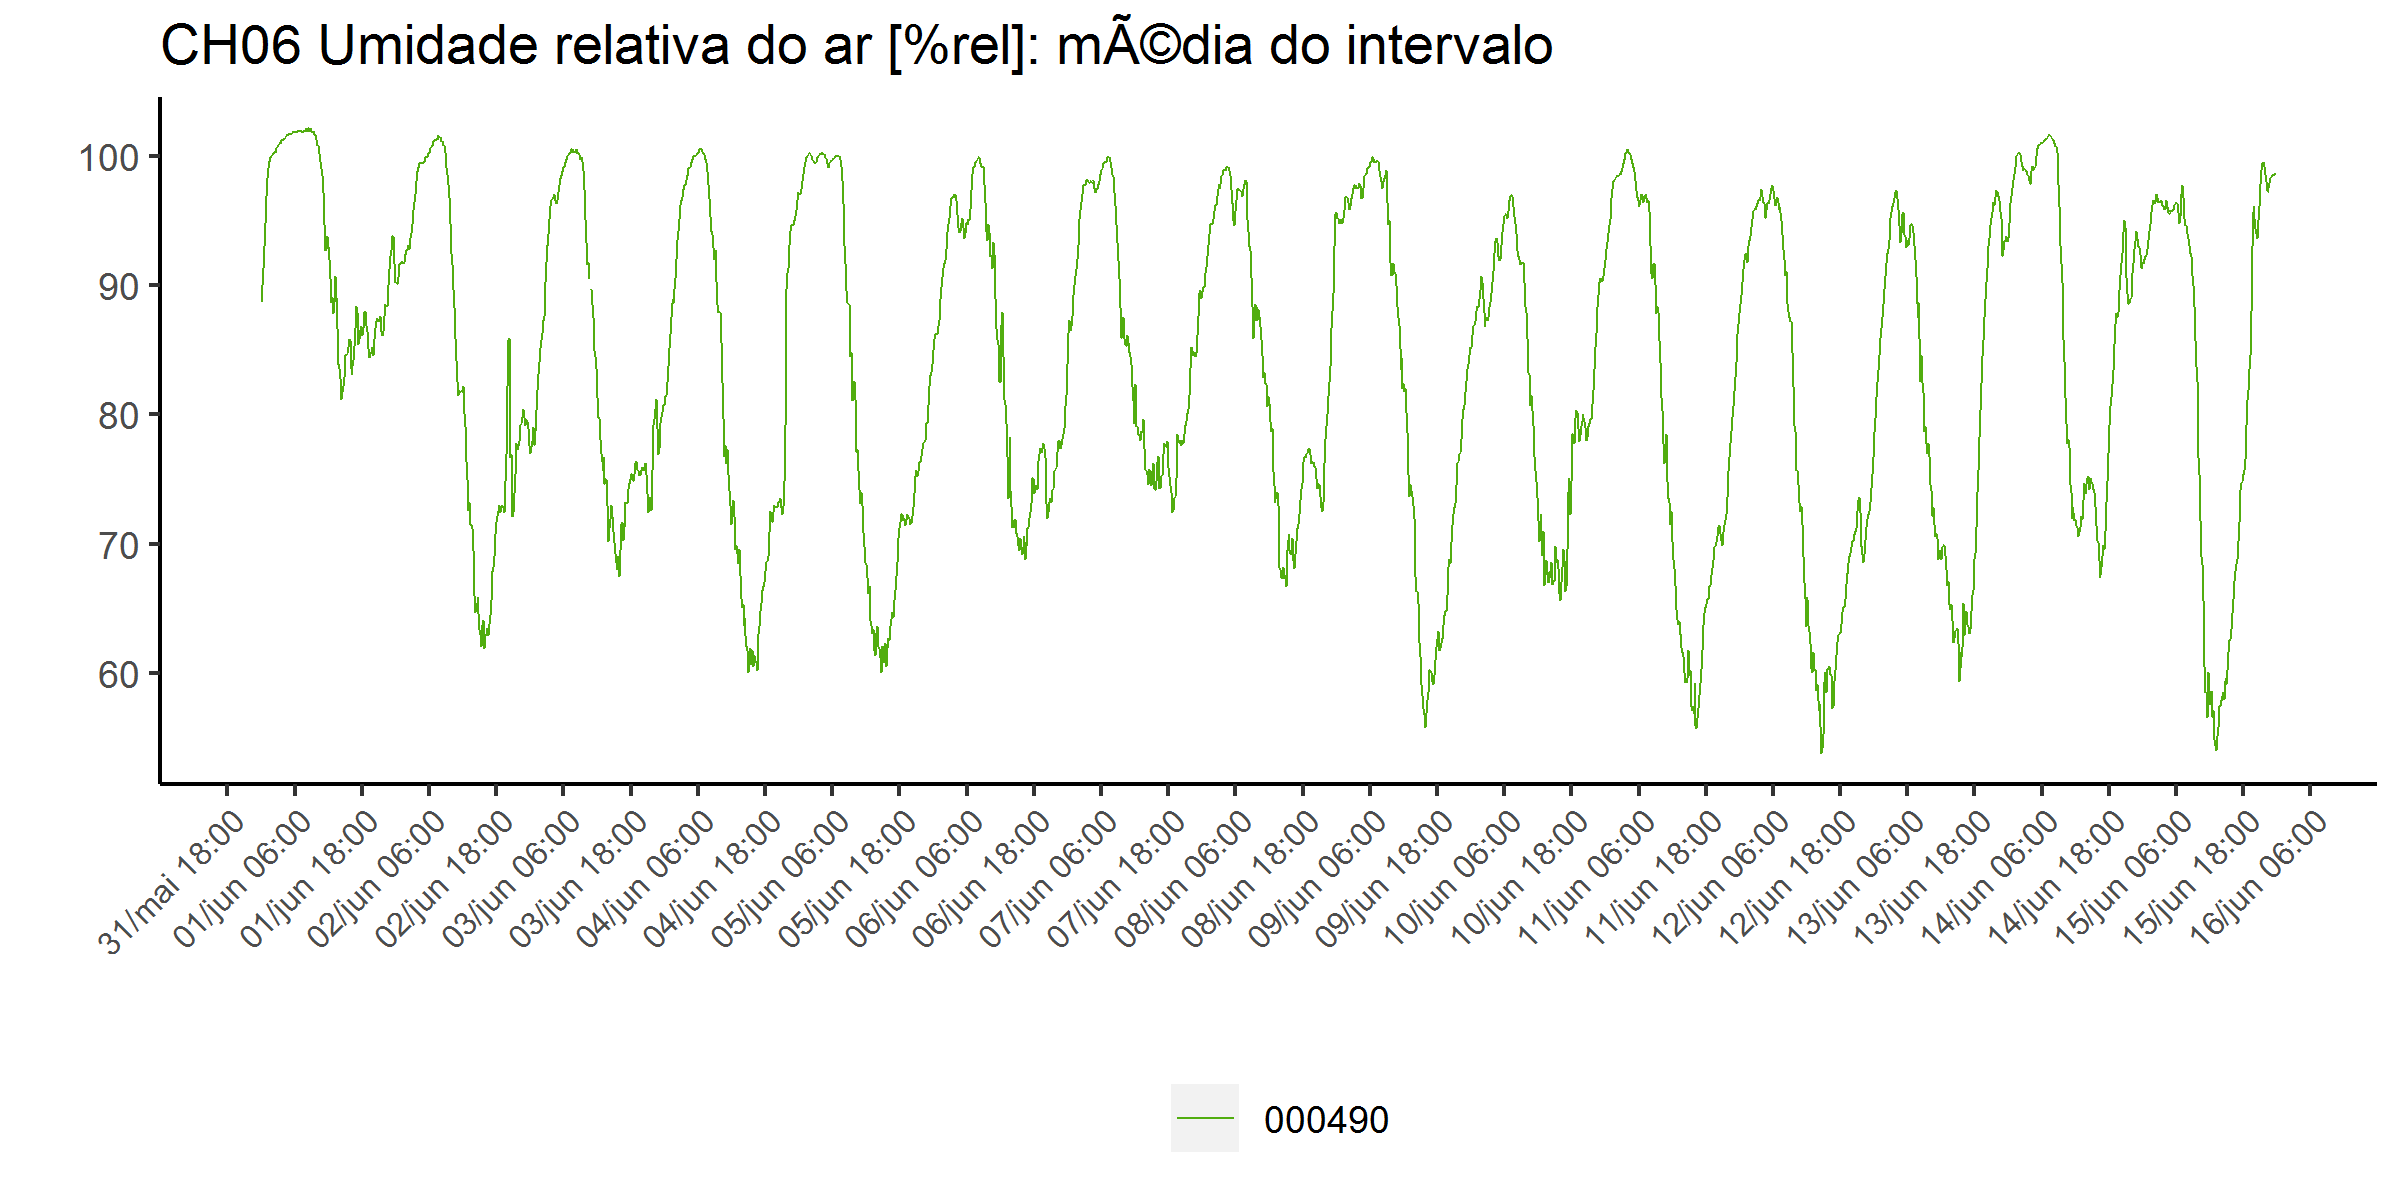 CH06 Umidade relativa do ar [%rel]: mÃ©dia do intervalo
100
90
80
70
60
31/mai 18:00
01/jun 06:00
01/jun 18:00
02/jun 06:00
02/jun 18:00
03/jun 06:00
03/jun 18:00
04/jun 06:00
04/jun 18:00
05/jun 06:00
05/jun 18:00
06/jun 06:00
06/jun 18:00
07/jun 06:00
07/jun 18:00
08/jun 06:00
08/jun 18:00
09/jun 06:00
09/jun 18:00
10/jun 06:00
10/jun 18:00
11/jun 06:00
11/jun 18:00
12/jun 06:00
12/jun 18:00
13/jun 06:00
13/jun 18:00
14/jun 06:00
14/jun 18:00
15/jun 06:00
15/jun 18:00
16/jun 06:00
000490